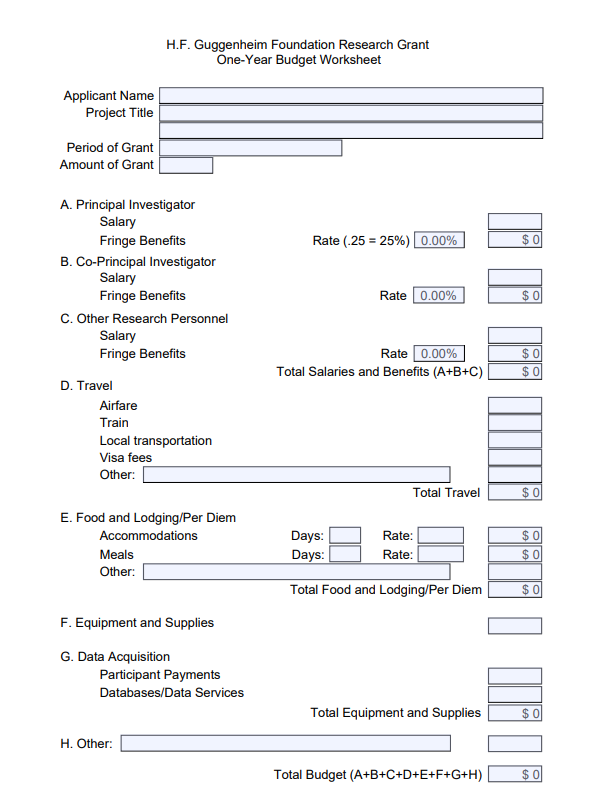 H.F. Guggenheim Foundation Research Grant
One-Year Budget Worksheet
Applicant Name
Project Title
Period of Grant
Amount of Grant
A. Principal Investigator
Salary
Fringe Benefits Rate (.25 = 25%) 0.00% $ 0
B. Co-Principal Investigator
Salary
Fringe Benefits Rate 0.00% $ 0
C. Other Research Personnel
Salary
Fringe Benefits Rate 0.00% $ 0
Total Salaries and Benefits (A+B+C) $ 0
D. Travel
Airfare
Train
Local transportation
Visa fees
Other:
Total Travel $ 0
E. Food and Lodging/Per Diem
Accommodations Days: Rate: $ 0
Meals Days: Rate: $ 0
Other:
Total Food and Lodging/Per Diem $ 0
F. Equipment and Supplies
G. Data Acquisition
Participant Payments
Databases/Data Services
Total Equipment and Supplies $ 0
H. Other:
Total Budget (A+B+C+D+E+F+G+H) $ 0